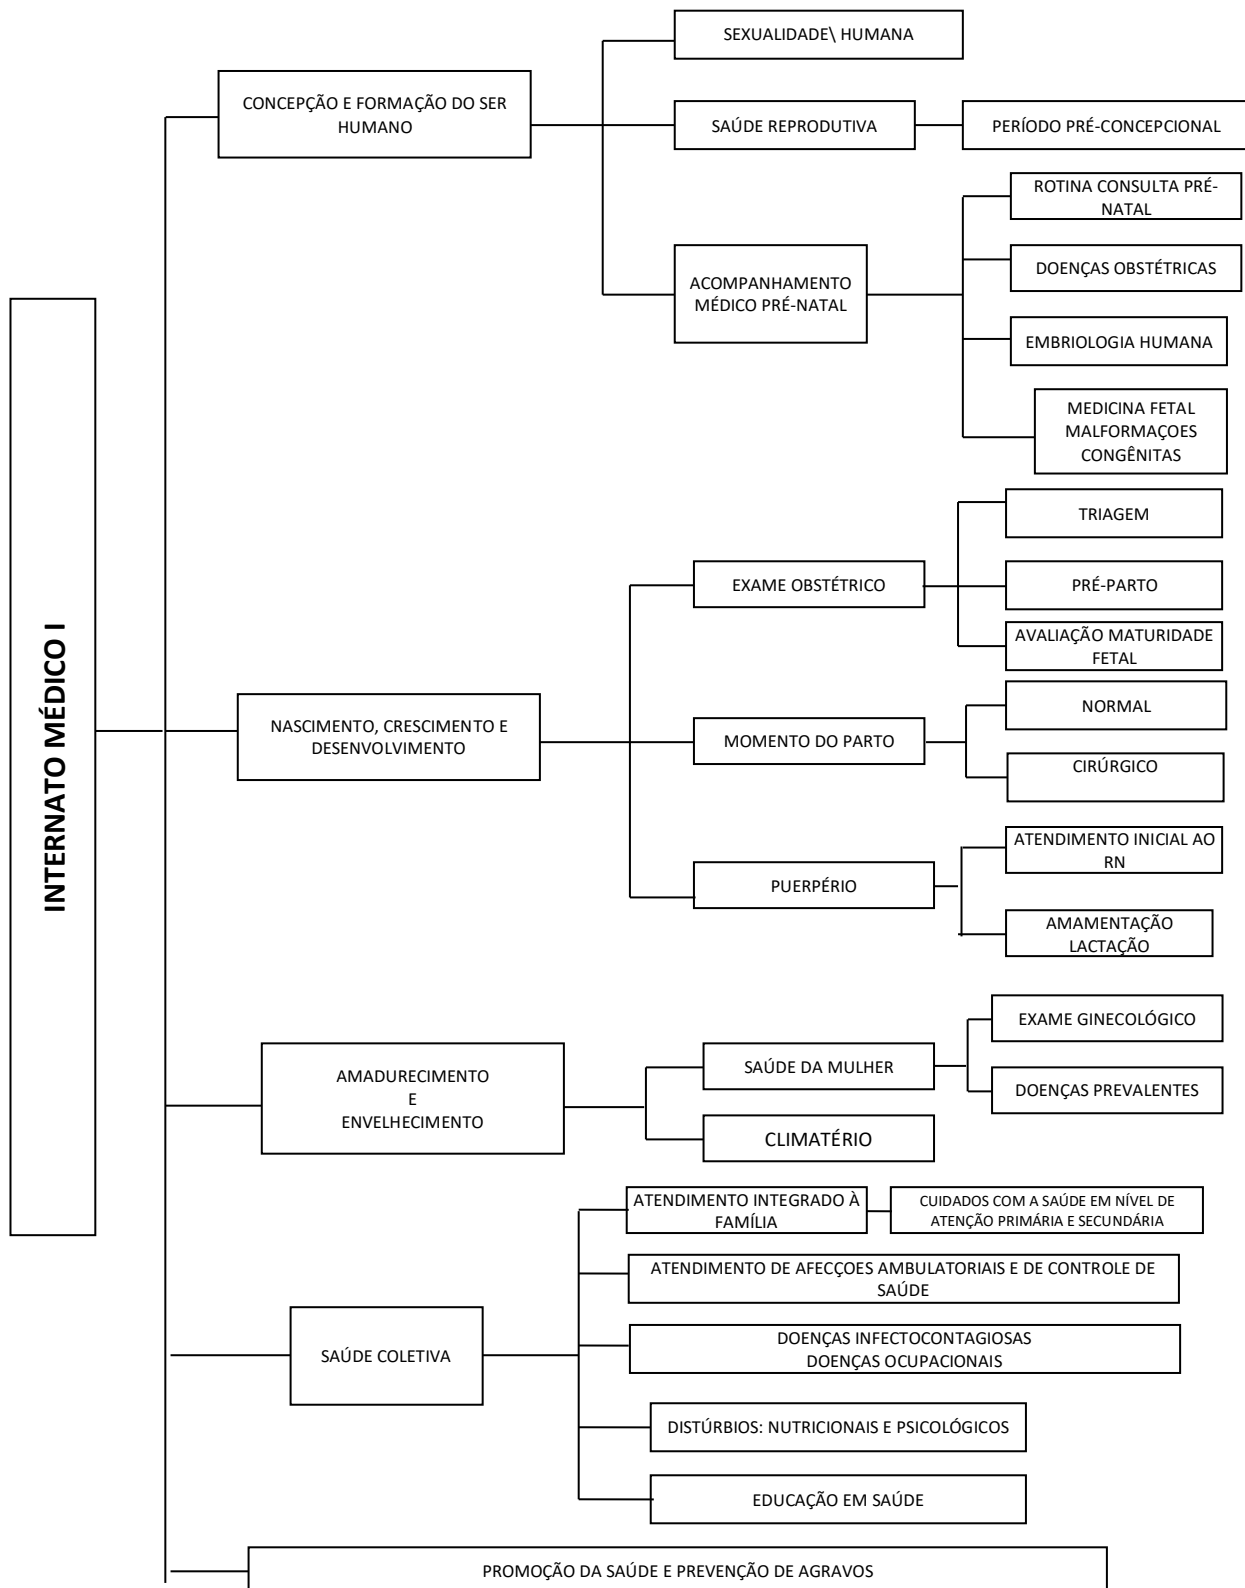 INTERNATO MÉDICO I
CONCEPÇÃO E FORMAÇÃO DO SER
HUMANO
SEXUALIDADE\ HUMANA
SAÚDE REPRODUTIVA
PERÍODO PRÉ-CONCEPCIONAL
ACOMPANHAMENTO
MÉDICO PRÉ-NATAL
ROTINA CONSULTA PRÉ-
NATAL
DOENÇAS OBSTÉTRICAS
EMBRIOLOGIA HUMANA
MEDICINA FETAL
MALFORMAÇOES
CONGÊNITAS
NASCIMENTO, CRESCIMENTO E
DESENVOLVIMENTO
EXAME OBSTÉTRICO
TRIAGEM
PRÉ-PARTO
AVALIAÇÃO MATURIDADE
FETAL
MOMENTO DO PARTO
NORMAL
CIRÚRGICO
PUERPÉRIO
ATENDIMENTO INICIAL AO
RN
AMAMENTAÇÃO
LACTAÇÃO
AMADURECIMENTO
E
ENVELHECIMENTO
SAÚDE DA MULHER
EXAME GINECOLÓGICO
DOENÇAS PREVALENTES
CLIMATÉRIO
SAÚDE COLETIVA
ATENDIMENTO INTEGRADO À
FAMÍLIA
CUIDADOS COM A SAÚDE EM NÍVEL DE
ATENÇÃO PRIMÁRIA E SECUNDÁRIA
ATENDIMENTO DE AFECÇOES AMBULATORIAIS E DE CONTROLE DE
SAÚDE
DOENÇAS INFECTOCONTAGIOSAS
DOENÇAS OCUPACIONAIS
DISTÚRBIOS: NUTRICIONAIS E PSICOLÓGICOS
EDUCAÇÃO EM SAÚDE
PROMOÇÃO DA SAÚDE E PREVENÇÃO DE AGRAVOS